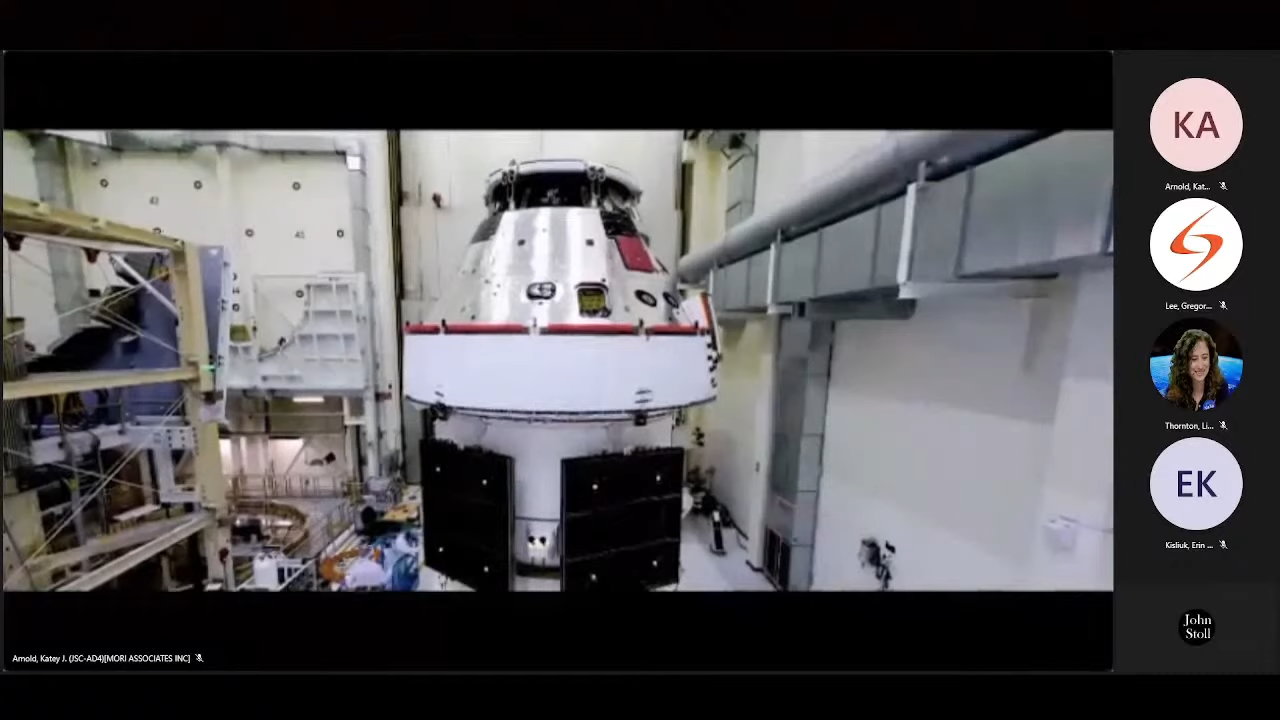 KA
Arnold, Kat...
Lee, Gregor...
Thornton, Li...
EK
Kisliuk, Erin ...
John
Stoll
Arnold, Katey J. (JSC-AD4)[MORI ASSOCIATES INC]